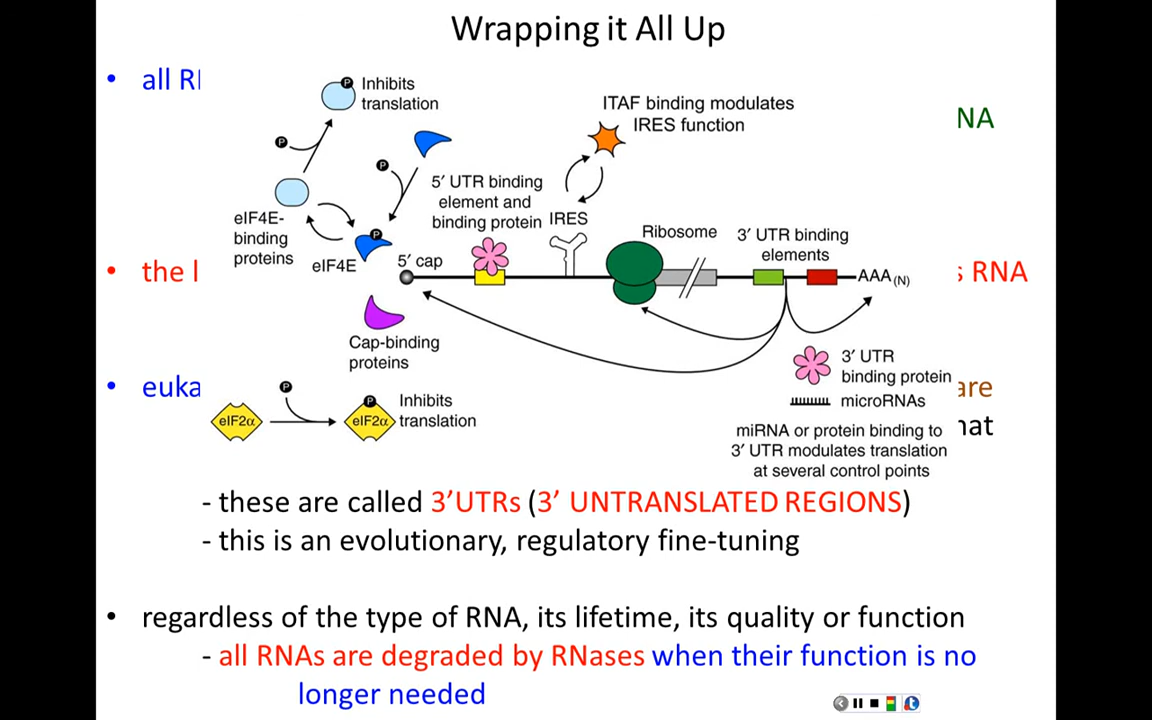 Wrapping it All Up
• all RI
NA
Inhibits
translation
P
P
eIF4E-
binding
proteins
P
P
eIF4E
5′ UTR binding
element and
binding protein
IRES
ITAF binding modulates
IRES function
5′ cap
Ribosome
3′ UTR binding
elements
AAA(N)
• the l
s RNA
Cap-binding
proteins
3′ UTR
binding protein
microRNAs
miRNA or protein binding to
3′ UTR modulates translation
at several control points
• euka
are
hat
eIF2α
P
P
eIF2α
Inhibits
translation
- these are called 3’UTRs (3’ UNTRANSLATED REGIONS)
- this is an evolutionary, regulatory fine-tuning
• regardless of the type of RNA, its lifetime, its quality or function
- all RNAs are degraded by RNases when their function is no
longer needed